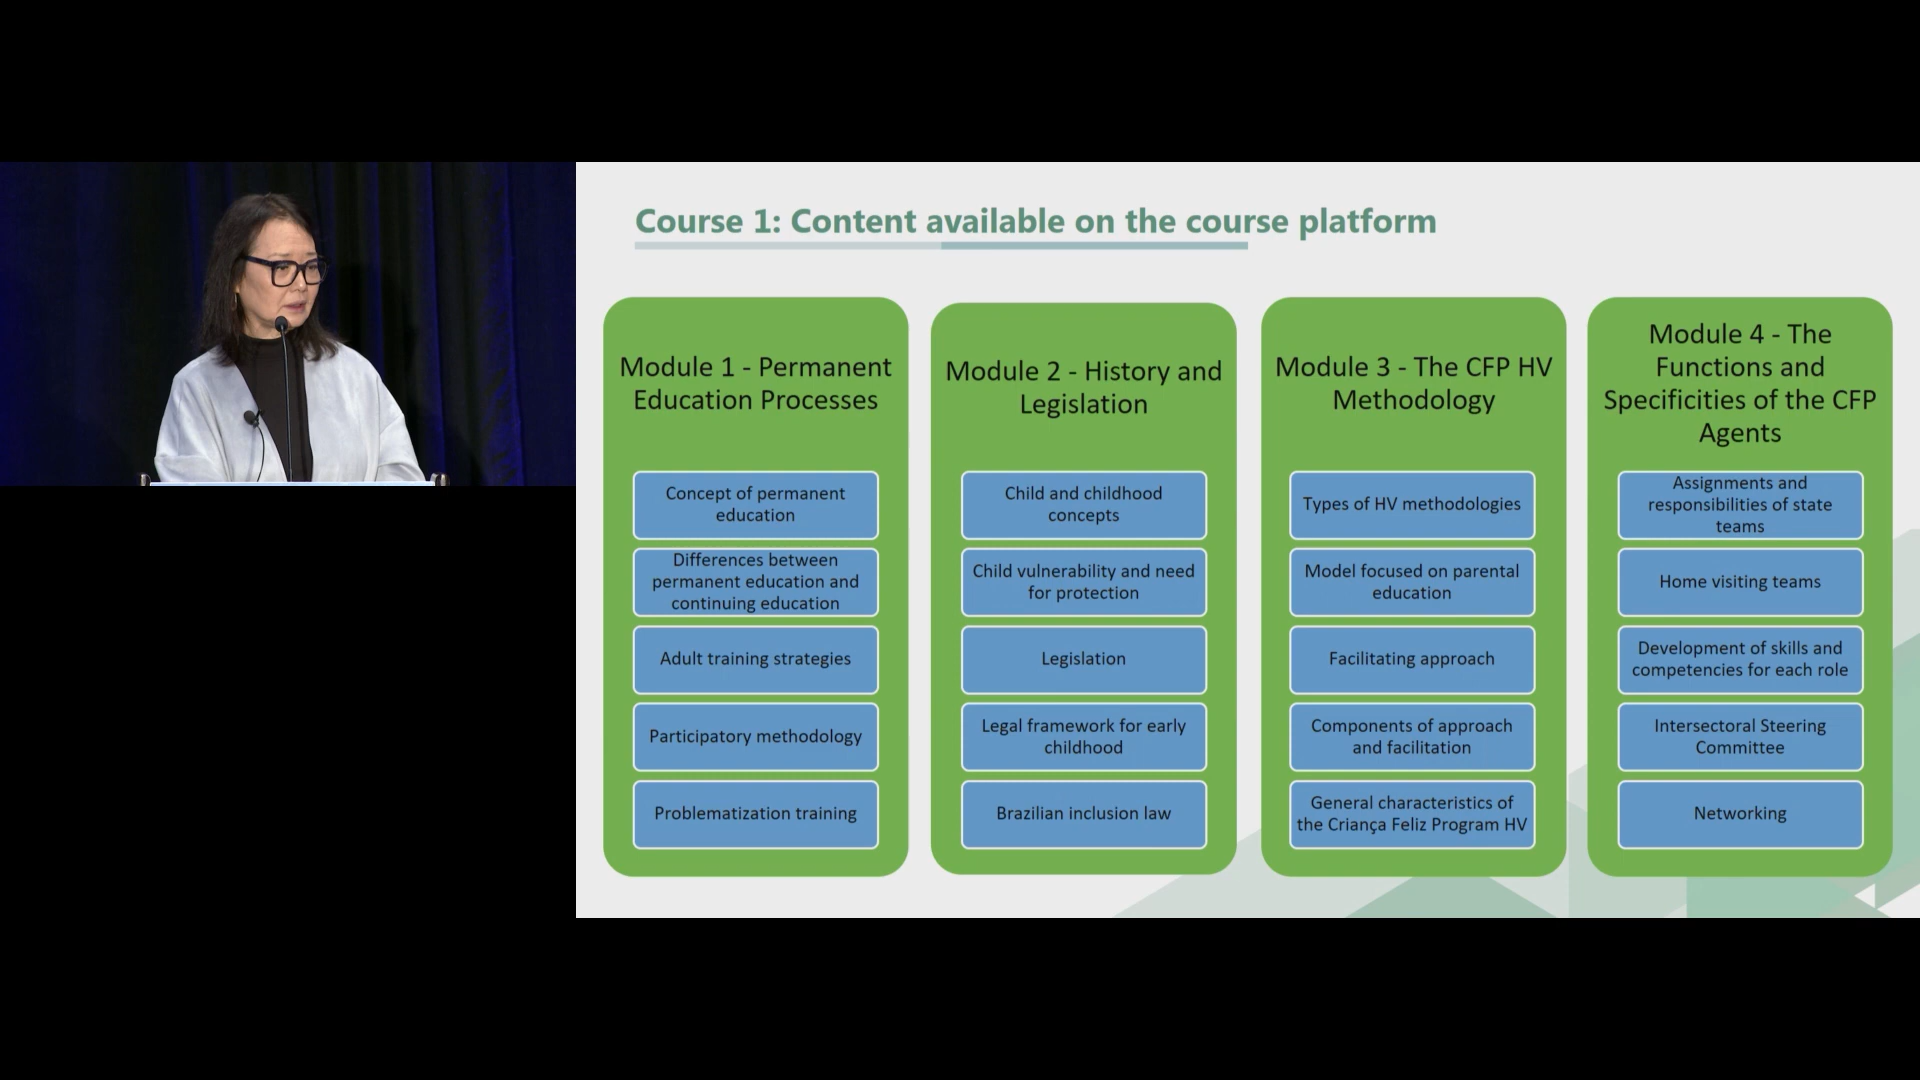 Course 1: Content available on the course platform
Module 1 - Permanent
Education Processes
Concept of permanent
education
Differences between
permanent education and
continuing education
Adult training strategies
Participatory methodology
Problematization training
Module 2 - History and
Legislation
Child and childhood
concepts
Child vulnerability and need
for protection
Legislation
Legal framework for early
childhood
Brazilian inclusion law
Module 3 - The CFP HV
Methodology
Types of HV methodologies
Model focused on parental
education
Facilitating approach
Components of approach
and facilitation
General characteristics of
the Criança Feliz Program HV
Module 4 - The
Functions and
Specificities of the CFP
Agents
Assignments and
responsibilities of state
teams
Home visiting teams
Development of skills and
competencies for each role
Intersectoral Steering
Committee
Networking